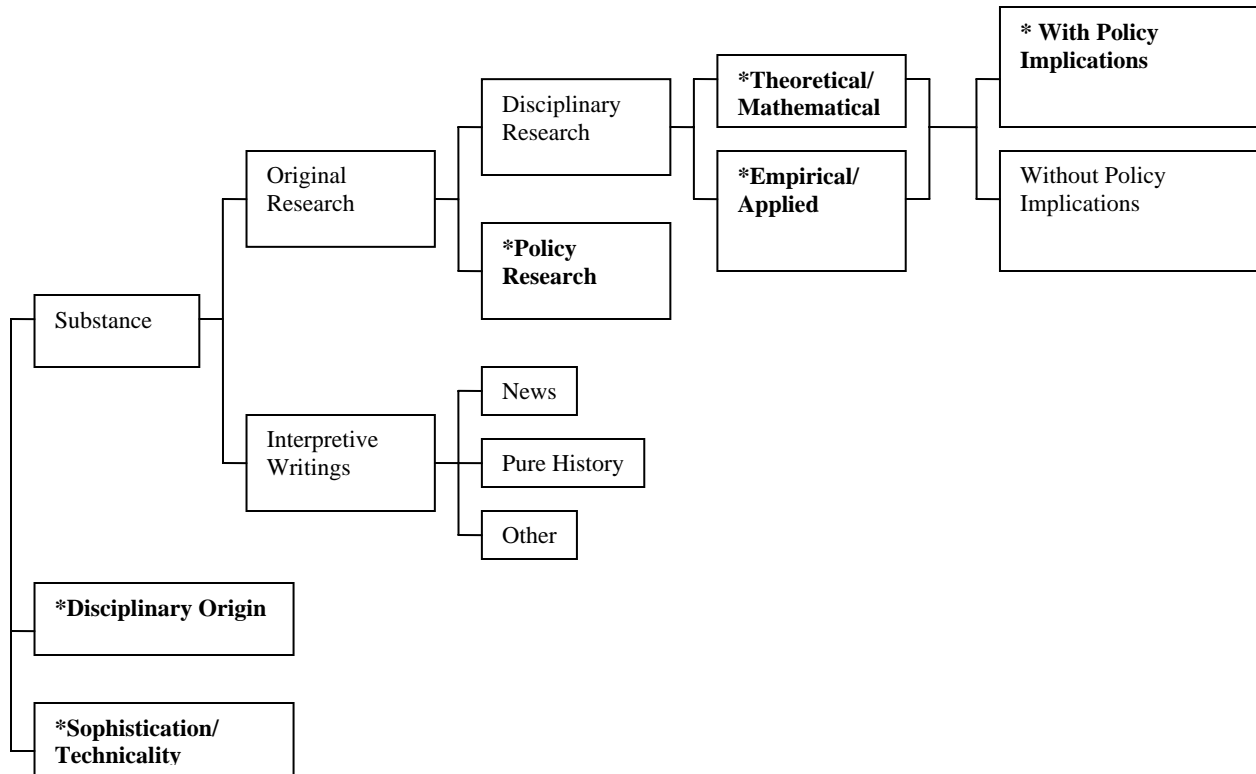 * With Policy
Implications
*Theoretical/
Mathematical
Disciplinary
Research
Original
Research
*Empirical/
Applied
Without Policy
Implications
*Policy
Research
Substance
News
Interpretive
Writings
Pure History
Other
*Disciplinary Origin
*Sophistication/
Technicality